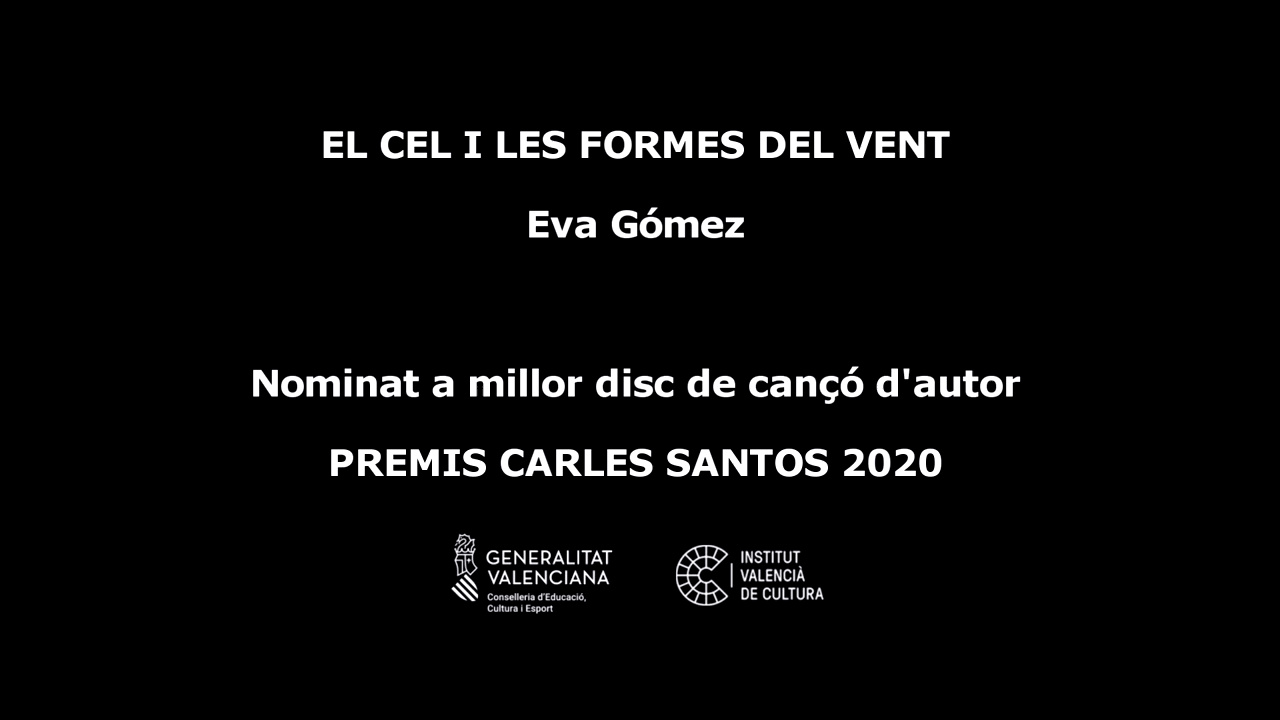 EL CEL I LES FORMES DEL VENT
Eva Gómez
Nominat a millor disc de cançó d'autor
PREMIS CARLES SANTOS 2020
GENERALITAT
VALENCIANA
Conselleria d'Educació,
Cultura i Esport
INSTITUT
VALENCIÀ
DE CULTURA